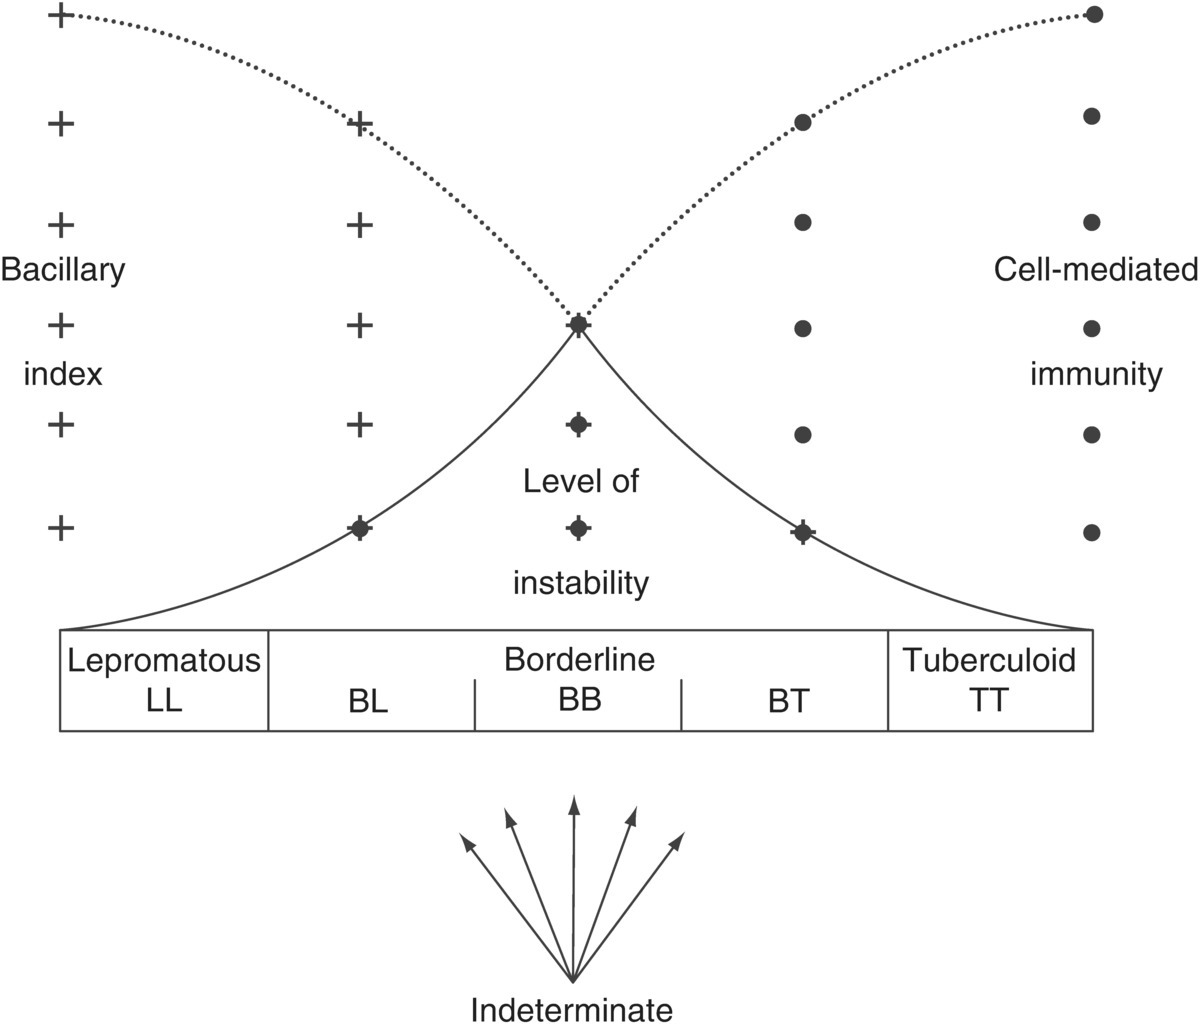 Bacillary
Cell-mediated
index
immunity
Level of
instability
Lepromatous
Borderline
Tuberculoid
LL
BL
BB
BT
TT
Indeterminate